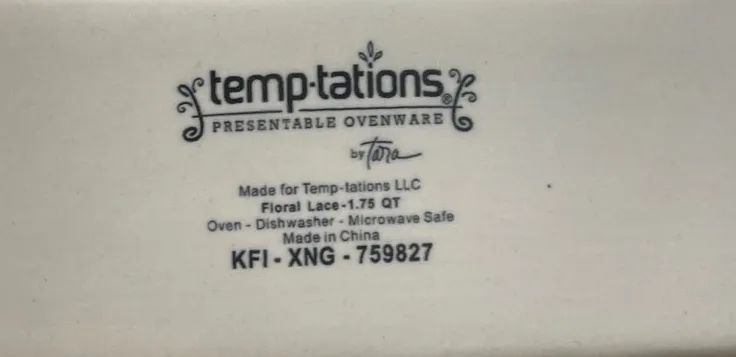 temp-tations®
PRESENTABLE OVENWARE
by Tara
Made for Temp-tations LLC
Floral Lace-1.75 QT
Oven - Dishwasher - Microwave Safe
Made in China
KFI - XNG - 759827